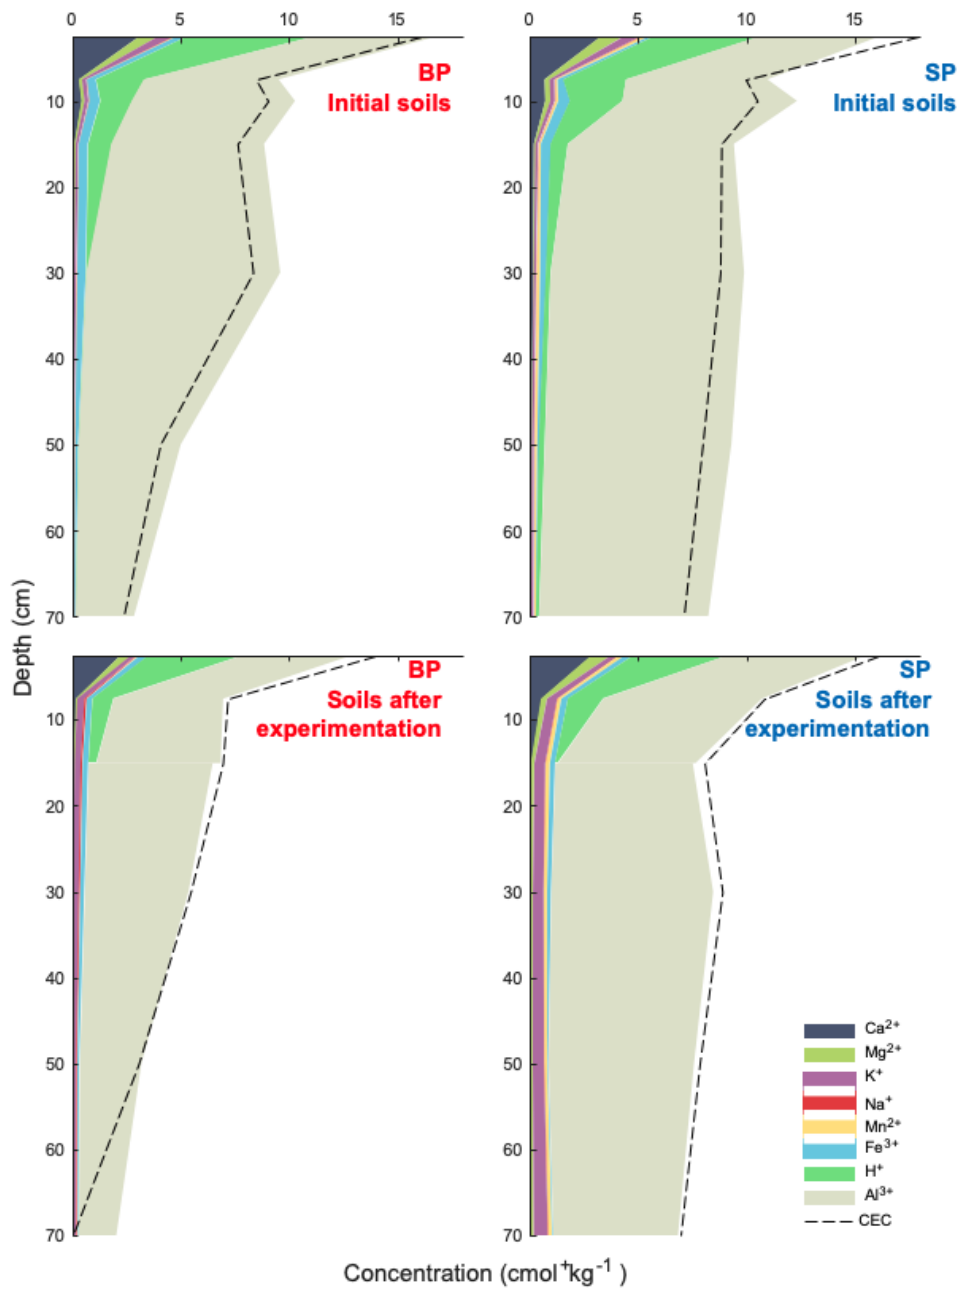 0 5 10 15 0 5 10 15
BP
Initial soils
SP
Initial soils
10 20 30 40 50 60 70
10 20 30 40 50 60 70
Depth (cm)
BP
Soils after
experimentation
SP
Soils after
experimentation
10 20 30 40 50 60 70
10 20 30 40 50 60 70
Ca2+
Mg2+
K+
Na+
Mn2+
Fe3+
H+
Al3+
CEC
Concentration (cmol+kg-1 )